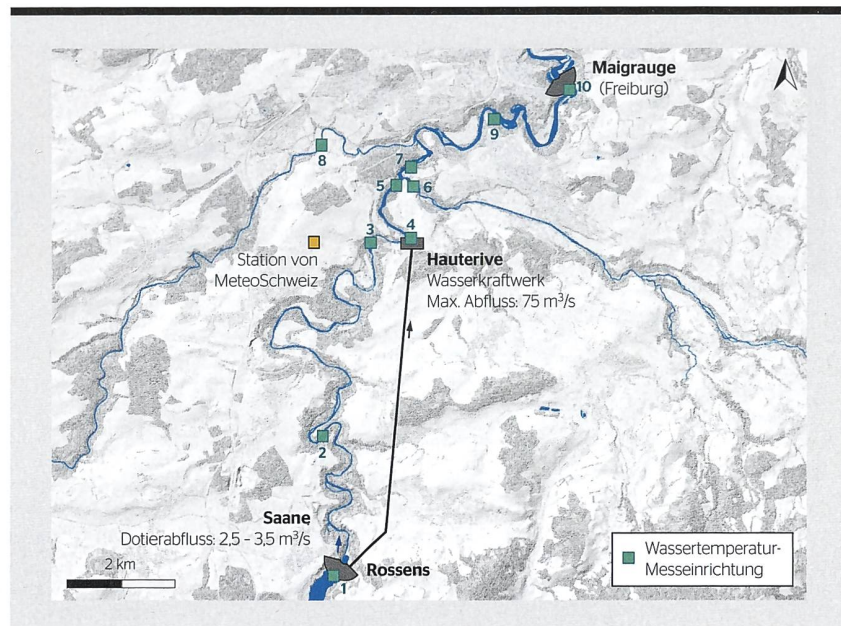 Maigrauge
(Freiburg)
10
9
8
7
5
6
3
4
Station von
MeteoSchweiz
Hauterive
Wasserkraftwerk
Max. Abfluss: 75 m³/s
2
Saane
Dotierabfluss: 2,5 - 3,5 m³/s
Rossens
1
2 km
Wassertemperatur-
Messeinrichtung